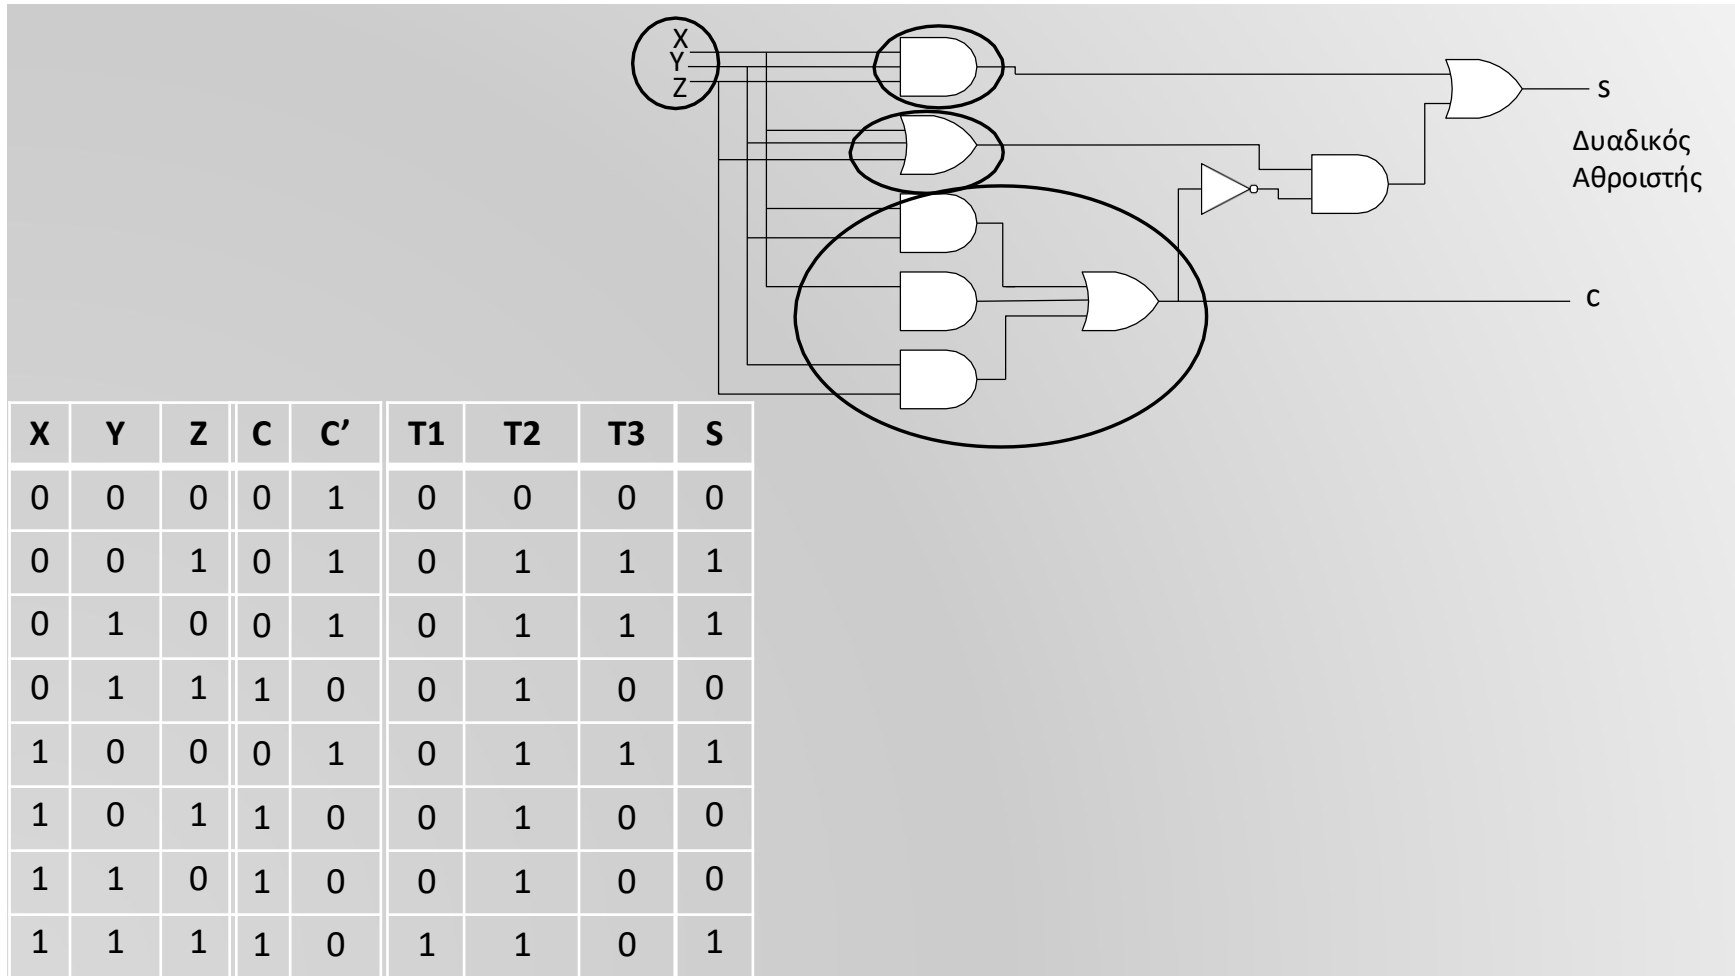 X
Y
Z
S
Δυαδικός
Αθροιστής
C
X Y Z C C’ T1 T2 T3 S
0 0 0 0 1 0 0 0 0
0 0 1 0 1 0 1 1 1
0 1 0 0 1 0 1 1 1
0 1 1 1 0 0 1 0 0
1 0 0 0 1 0 1 1 1
1 0 1 1 0 0 1 0 0
1 1 0 1 0 0 1 0 0
1 1 1 1 0 1 1 0 1